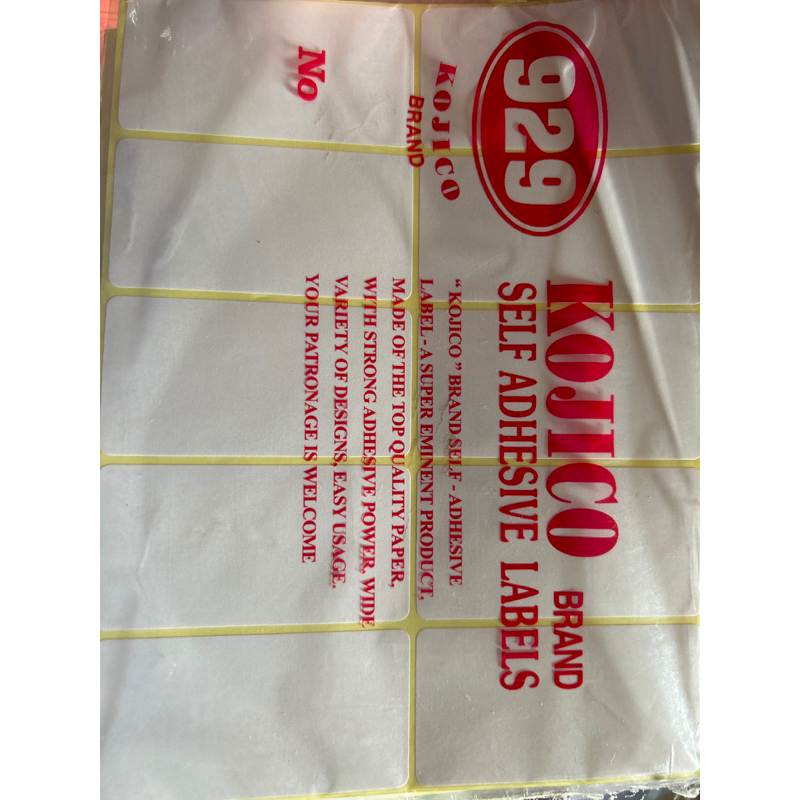 929
KOJICO BRAND
SELF ADHESIVE LABELS
KOJICO
BRAND
" KOJICO " BRAND SELF - ADHESIVE
LABEL - A SUPER EMINENT PRODUCT,
MADE OF THE TOP QUALITY PAPER,
WITH STRONG ADHESIVE POWER, WIDE
VARIETY OF DESIGNS, EASY USAGE,
YOUR PATRONAGE IS WELCOME
No